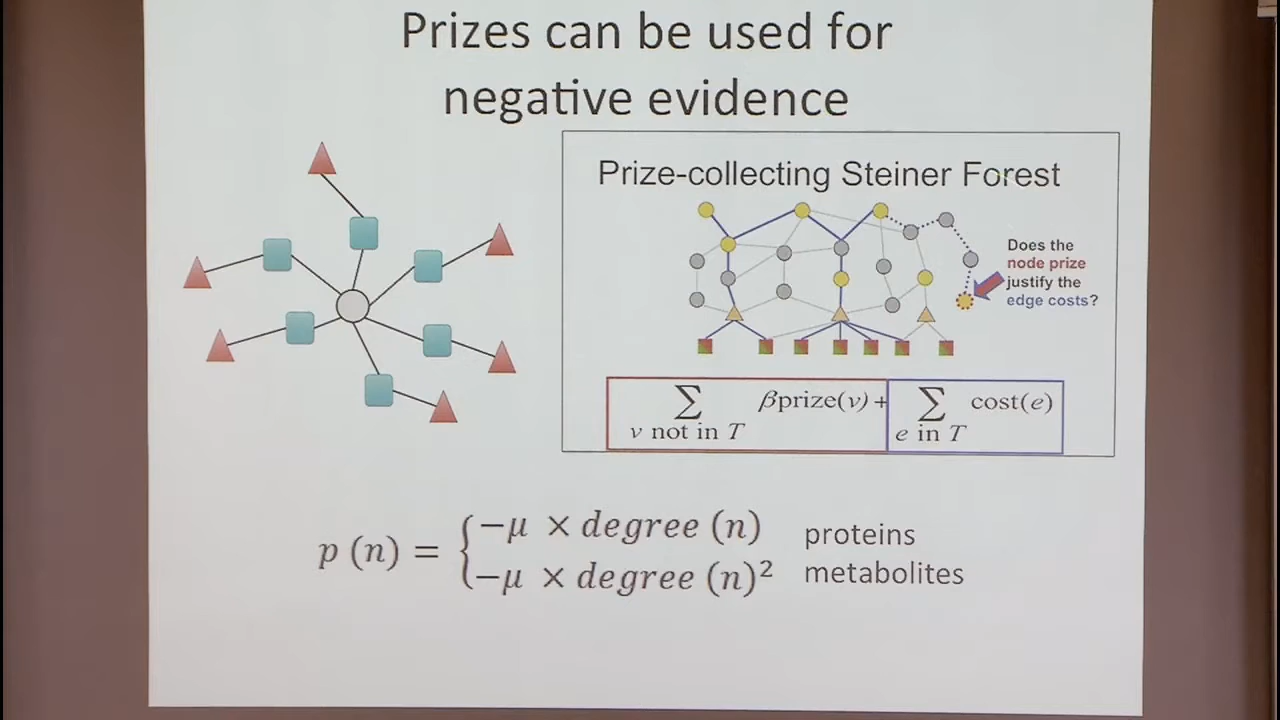 Prizes can be used for
negative evidence
Prize-collecting Steiner Forest
Does the
node prize
justify the
edge costs?
∑ βprize(v) + ∑ cost(e)
v not in T e in T
p (n) = {−μ × degree (n) proteins
−μ × degree (n)² metabolites